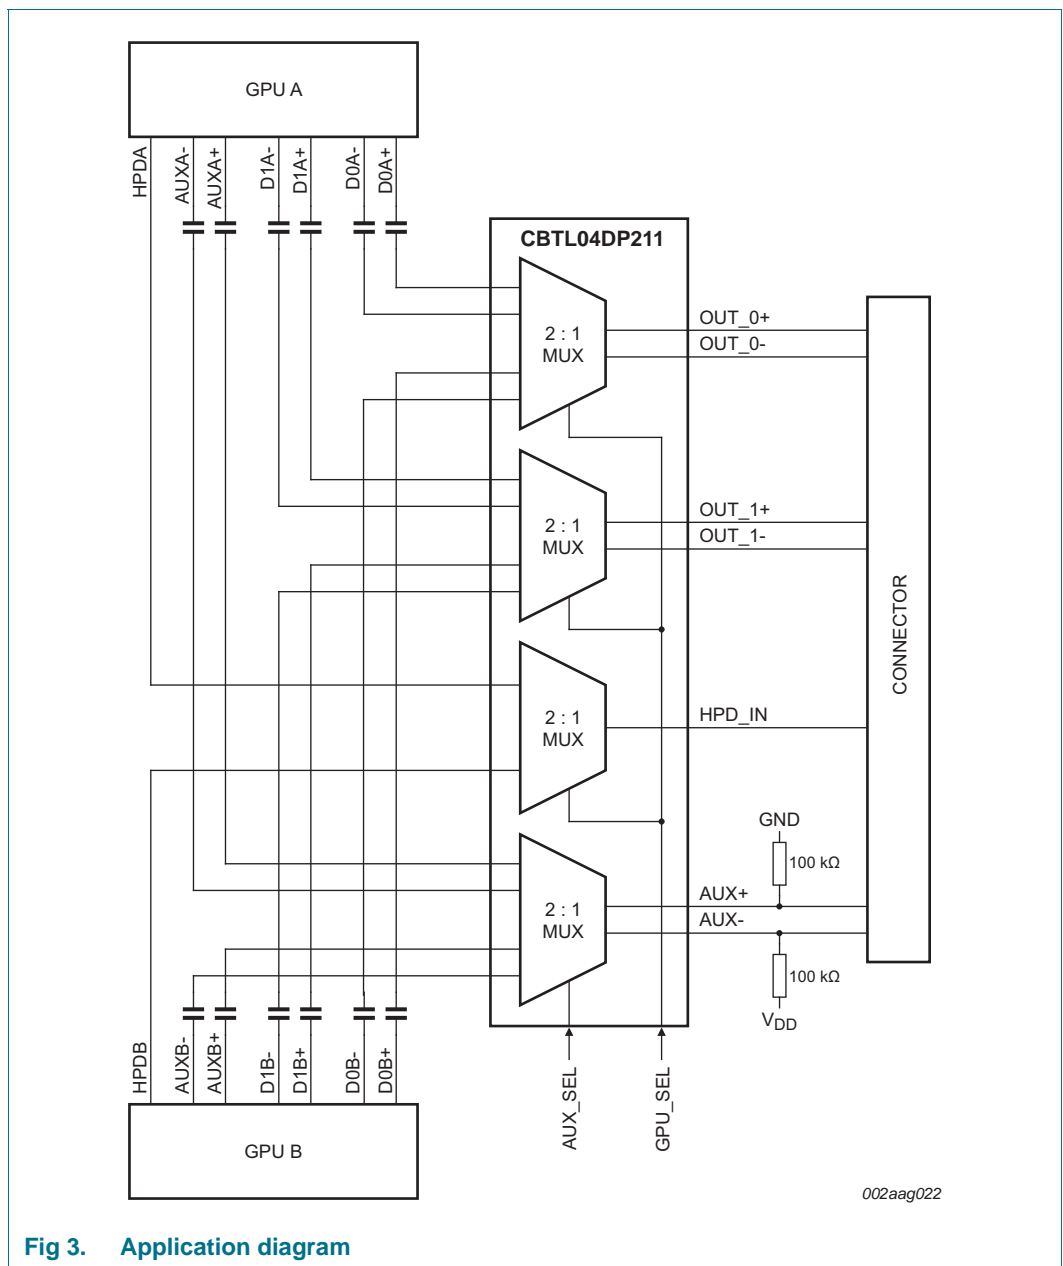 GPU A
HPDA
AUXA-
AUXA+
D1A-
D1A+
D0A-
D0A+
CBTL04DP211
2 : 1
MUX
OUT_0+
OUT_0-
2 : 1
MUX
OUT_1+
OUT_1-
CONNECTOR
2 : 1
MUX
HPD_IN
GND
100 kΩ
2 : 1
MUX
AUX+
AUX-
100 kΩ
VDD
HPDB
AUXB-
AUXB+
D1B-
D1B+
D0B-
D0B+
AUX_SEL
GPU_SEL
GPU B
002aag022
Fig 3. Application diagram